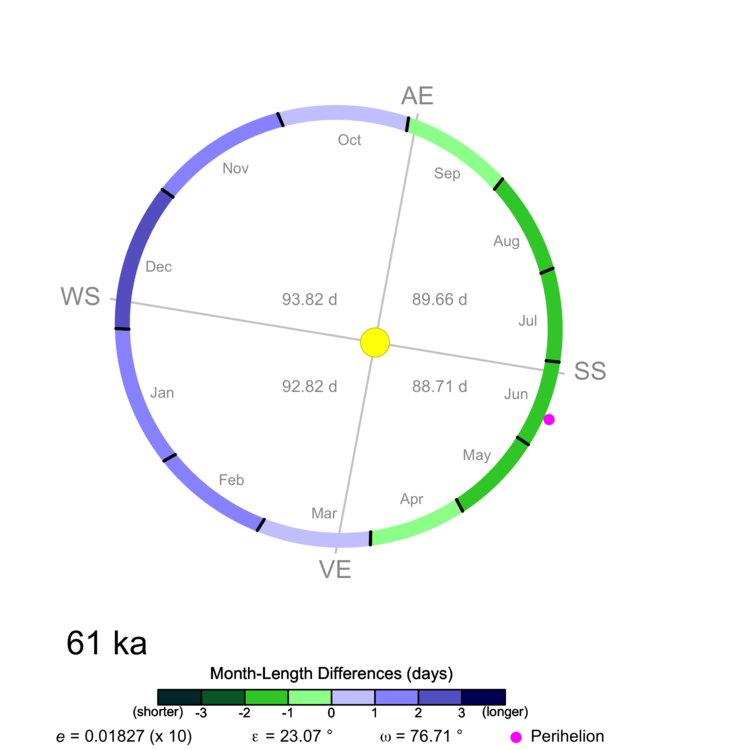 AE
Oct
Nov
Sep
Aug
Dec
WS
93.82 d
89.66 d
Jul
SS
92.82 d
88.71 d
Jun
Jan
May
Feb
Apr
Mar
VE
61 ka
Month-Length Differences (days)
(shorter) -3 -2 -1 0 1 2 3 (longer)
e = 0.01827 (x 10) ε = 23.07 ° ω = 76.71 ° Perihelion